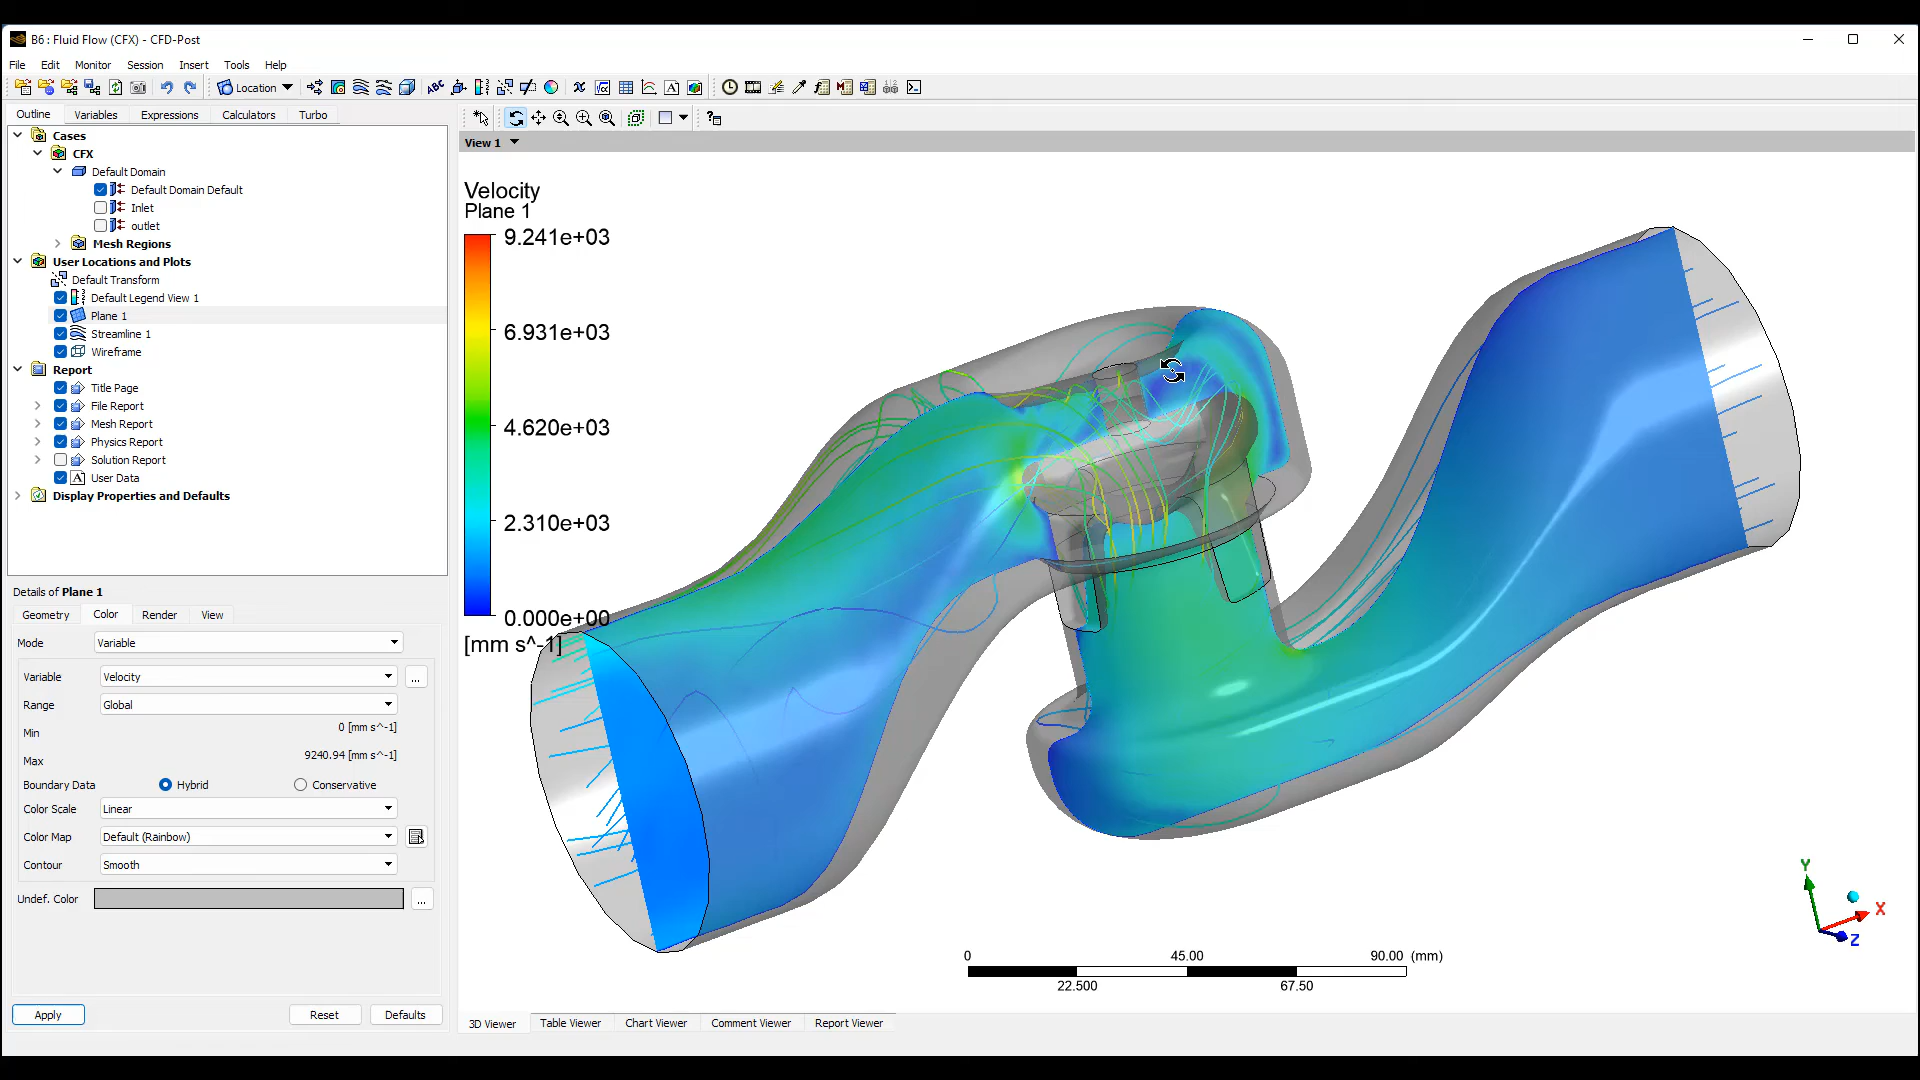 B6 : Fluid Flow (CFX) - CFD-Post
File Edit Monitor Session Insert Tools Help
Location
Outline Variables Expressions Calculators Turbo
Cases
CFX
Default Domain
Default Domain Default
Inlet
outlet
Mesh Regions
User Locations and Plots
Default Transform
Default Legend View 1
Plane 1
Streamline 1
Wireframe
Report
Title Page
File Report
Mesh Report
Physics Report
Solution Report
User Data
Display Properties and Defaults
Details of Plane 1
Geometry Color Render View
Mode Variable
Variable Velocity ...
Range Global
Min 0 [mm s^-1]
Max 9240.94 [mm s^-1]
Boundary Data Hybrid Conservative
Color Scale Linear
Color Map Default (Rainbow)
Contour Smooth
Undef. Color ...
Apply Reset Defaults
View 1
Velocity
Plane 1
9.241e+03
6.931e+03
4.620e+03
2.310e+03
0.000e+00
[mm s^-1]
Y
X
Z
0 45.00 90.00 (mm)
22.500 67.50
3D Viewer Table Viewer Chart Viewer Comment Viewer Report Viewer